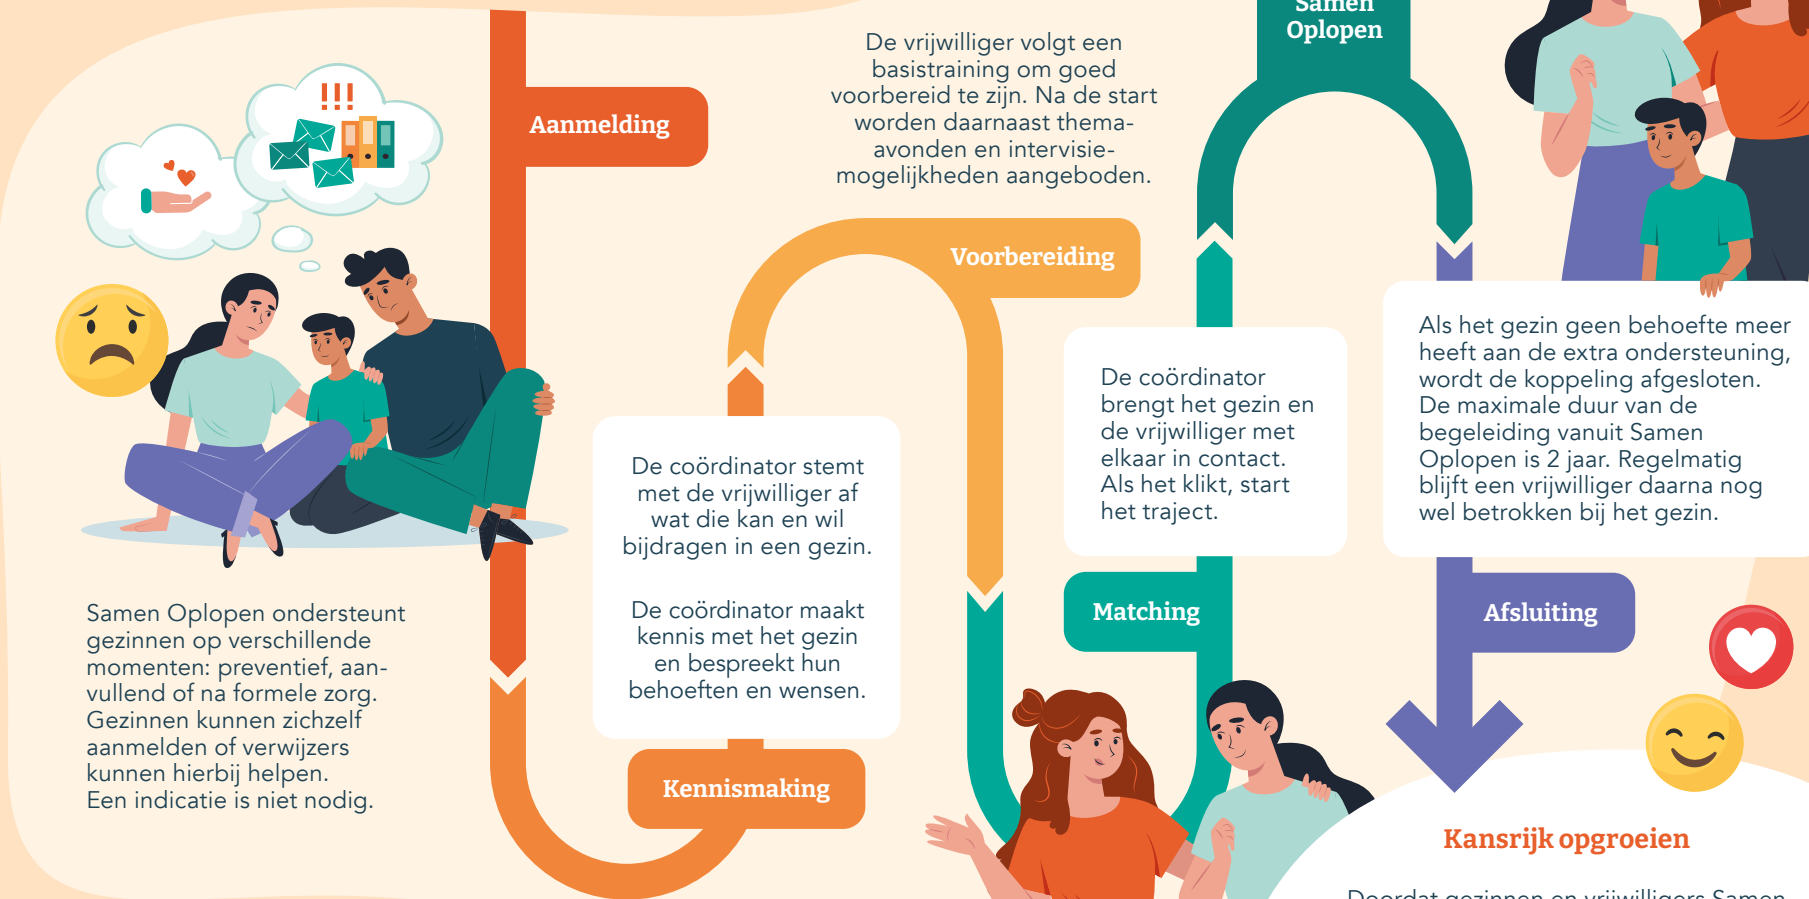 !!!
Aanmelding
Samen Oplopen ondersteunt
gezinnen op verschillende
momenten: preventief, aan-
vullend of na formele zorg.
Gezinnen kunnen zichzelf
aanmelden of verwijzers
kunnen hierbij helpen.
Een indicatie is niet nodig.
De coördinator stemt
met de vrijwilliger af
wat die kan en wil
bijdragen in een gezin.
De coördinator maakt
kennis met het gezin
en bespreekt hun
behoeften en wensen.
Kennismaking
De vrijwilliger volgt een
basistraining om goed
voorbereid te zijn. Na de start
worden daarnaast thema-
avonden en intervisie-
mogelijkheden aangeboden.
Voorbereiding
De coördinator
brengt het gezin en
de vrijwilliger met
elkaar in contact.
Als het klikt, start
het traject.
Matching
Samen
Oplopen
Als het gezin geen behoefte meer
heeft aan de extra ondersteuning,
wordt de koppeling afgesloten.
De maximale duur van de
begeleiding vanuit Samen
Oplopen is 2 jaar. Regelmatig
blijft een vrijwilliger daarna nog
wel betrokken bij het gezin.
Afsluiting
Kansrijk opgroeien
Doordat gezinnen en vrijwilligers Samen